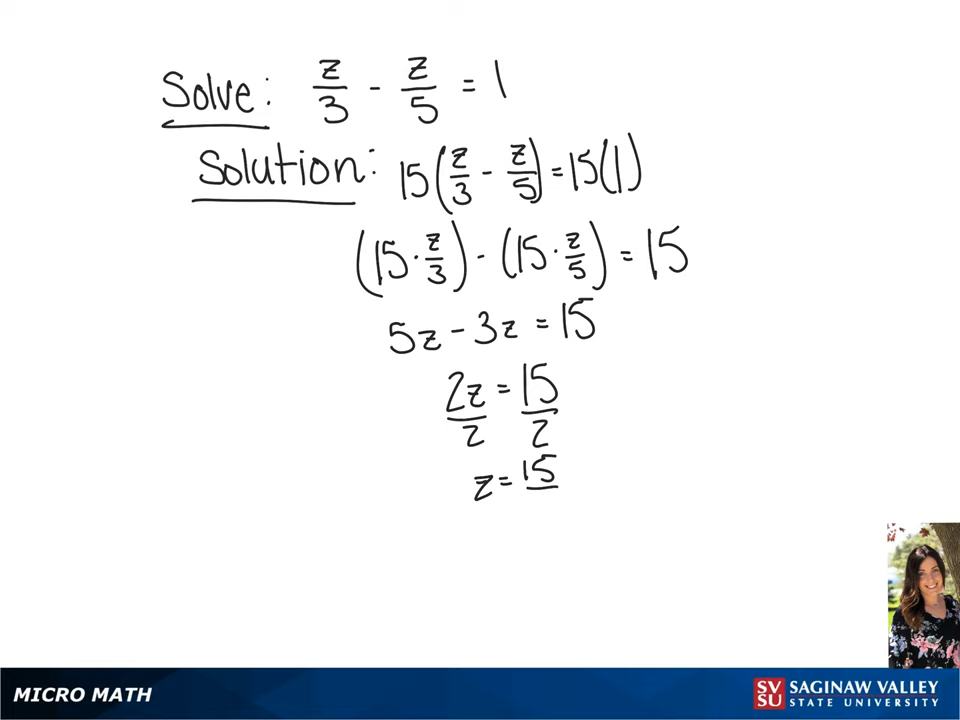 Solve: z/3 - z/5 = 1
Solution: 15(z/3 - z/5) = 15(1)
(15 · z/3) - (15 · z/5) = 15
5z - 3z = 15
2z/2 = 15/2
z = 15/
MICRO MATH
SVSU SAGINAW VALLEY
STATE UNIVERSITY